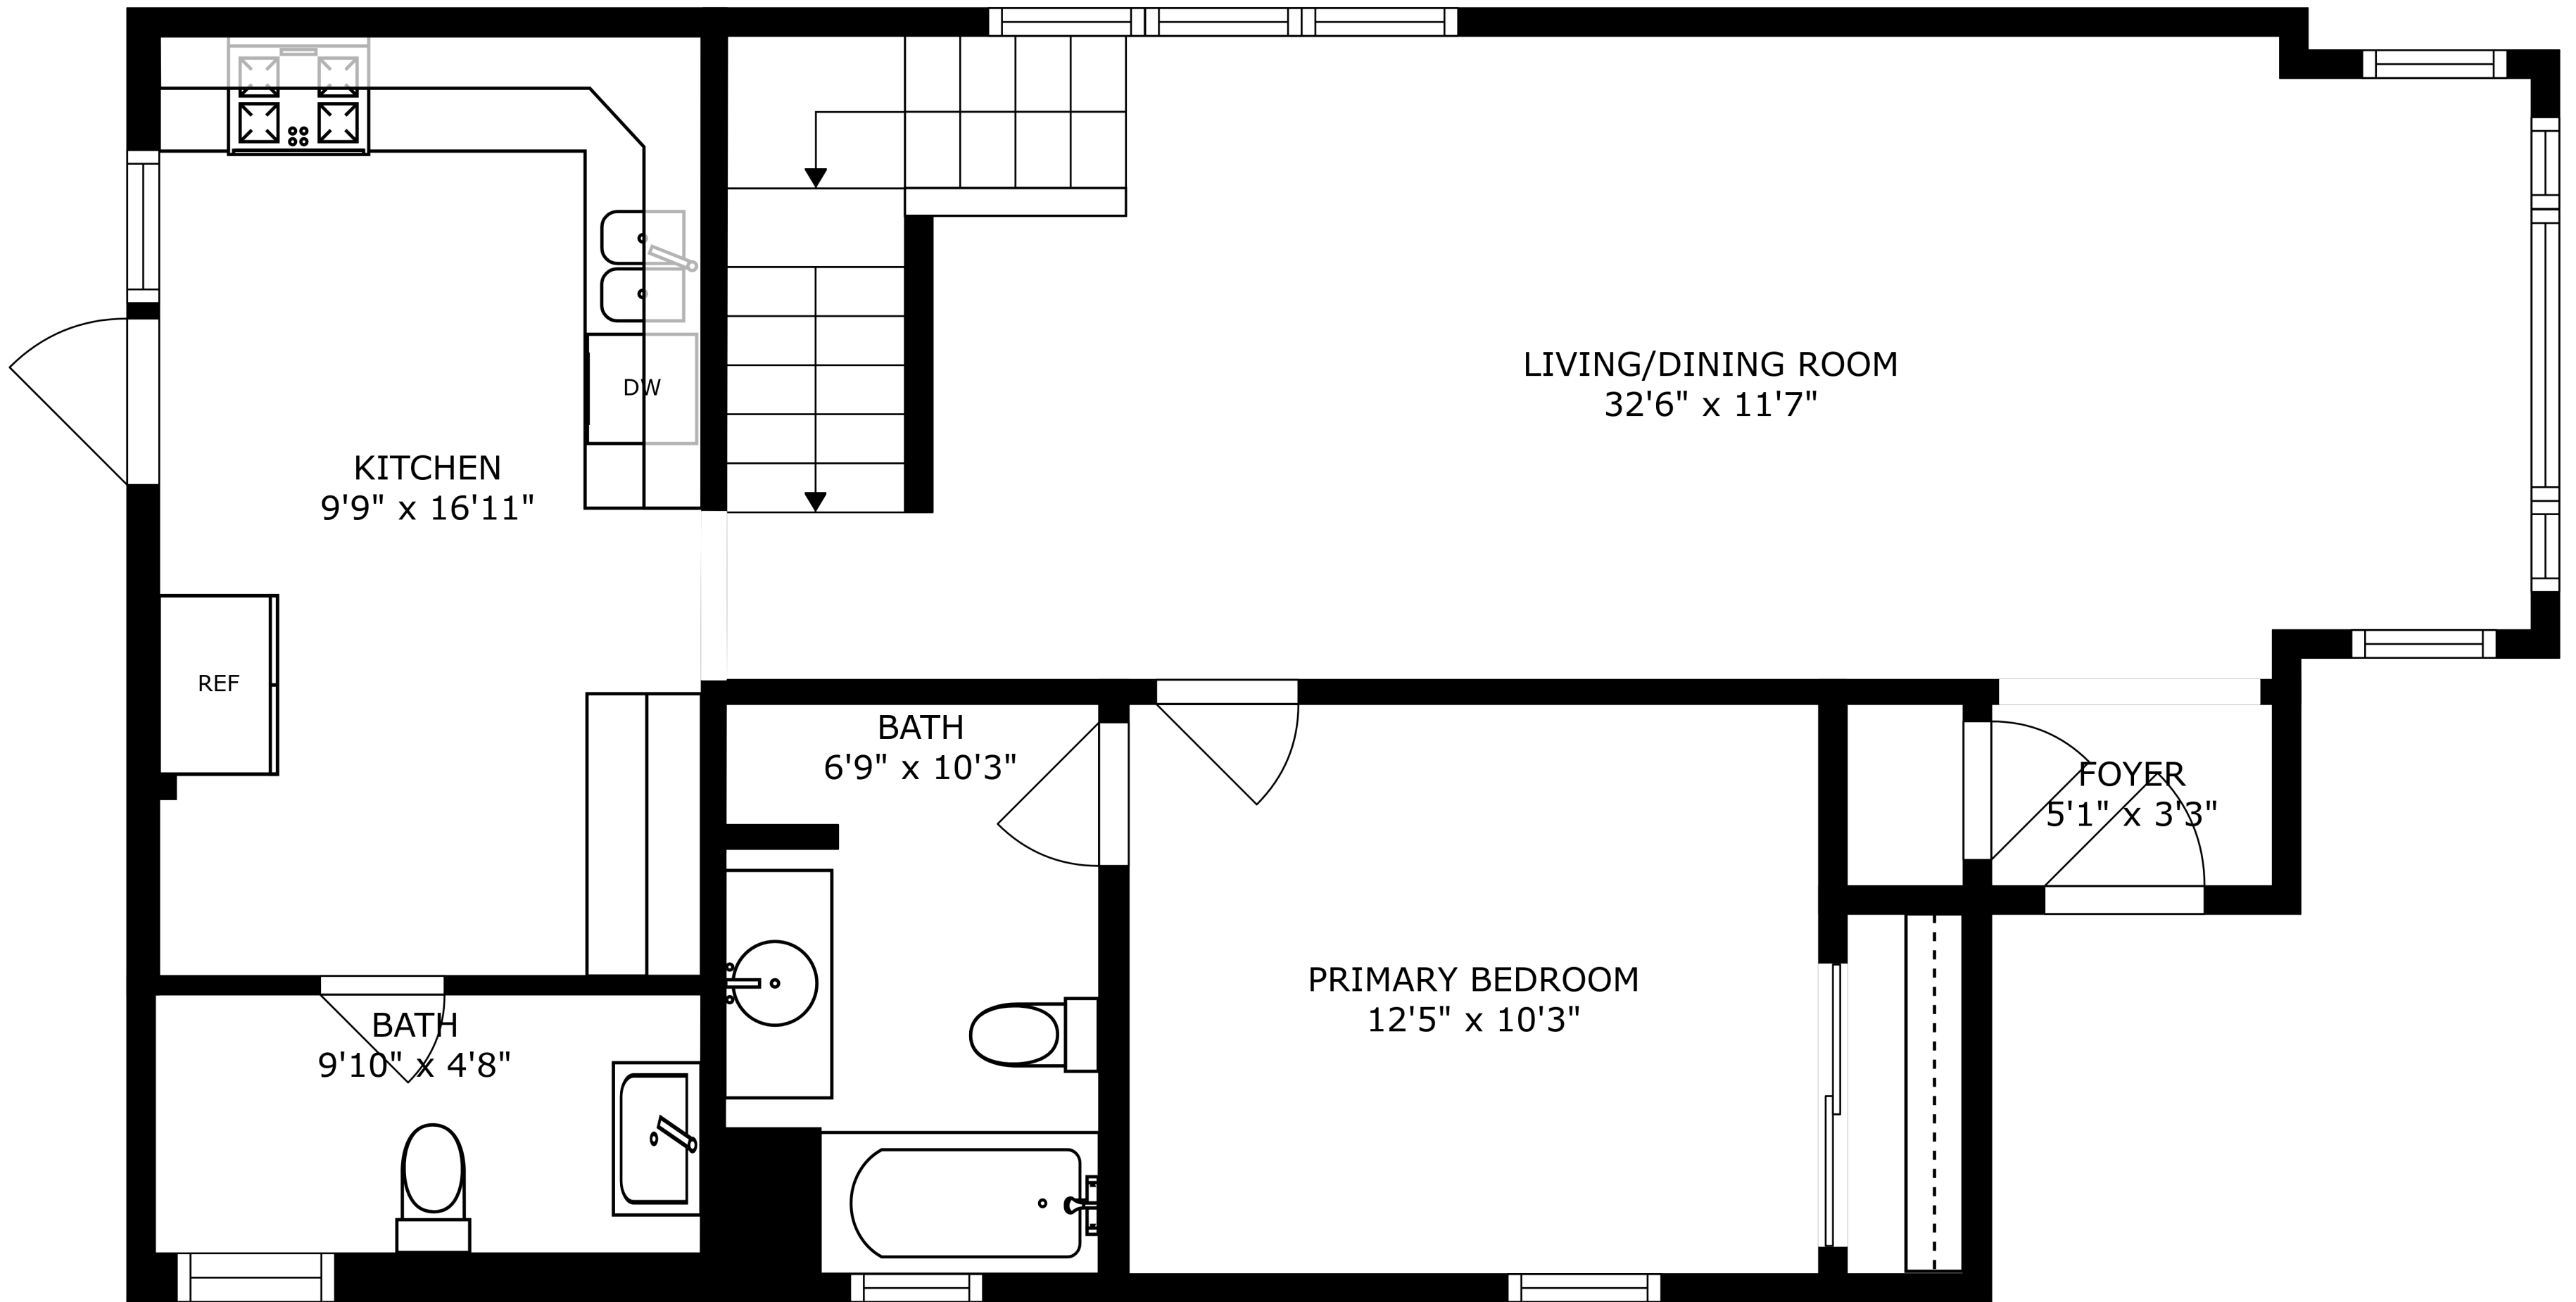 LIVING/DINING ROOM
32'6" x 11'7"
DW
KITCHEN
9'9" x 16'11"
REF
BATH
6'9" x 10'3"
FOYER
5'1" x 3'3"
PRIMARY BEDROOM
12'5" x 10'3"
BATH
9'10" x 4'8"